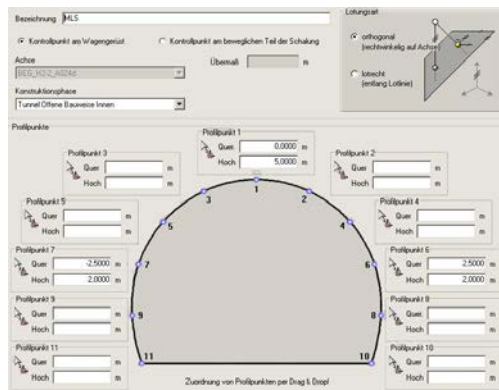 Bezeichnung MLS
Lotungsart
Kontrollpunkt am Wagengerüst
Kontrollpunkt am beweglichen Teil der Schalung
orthogonal
(rechtwinkelig auf Achse)
Achse
Übermaß m
lotrecht
(entlang Lotlinie)
Konstruktionsphase
Tunnel Offene Bauweise Innen
Profilpunkte
Profilpunkt 1
Quer 0,0000 m
Hoch 5,0000 m
Profilpunkt 3
Quer m
Hoch m
Profilpunkt 2
Quer m
Hoch m
Profilpunkt 5
Quer m
Hoch m
Profilpunkt 4
Quer m
Hoch m
Profilpunkt 7
Quer -2,5000 m
Hoch 2,0000 m
Profilpunkt 6
Quer 2,5000 m
Hoch 2,0000 m
Profilpunkt 9
Quer m
Hoch m
Profilpunkt 8
Quer m
Hoch m
Profilpunkt 11
Quer m
Hoch m
Profilpunkt 10
Quer m
Hoch m
1
3
2
5
4
7
6
9
8
11
10
Zuordnung von Profilpunkten per Drag & Drop!